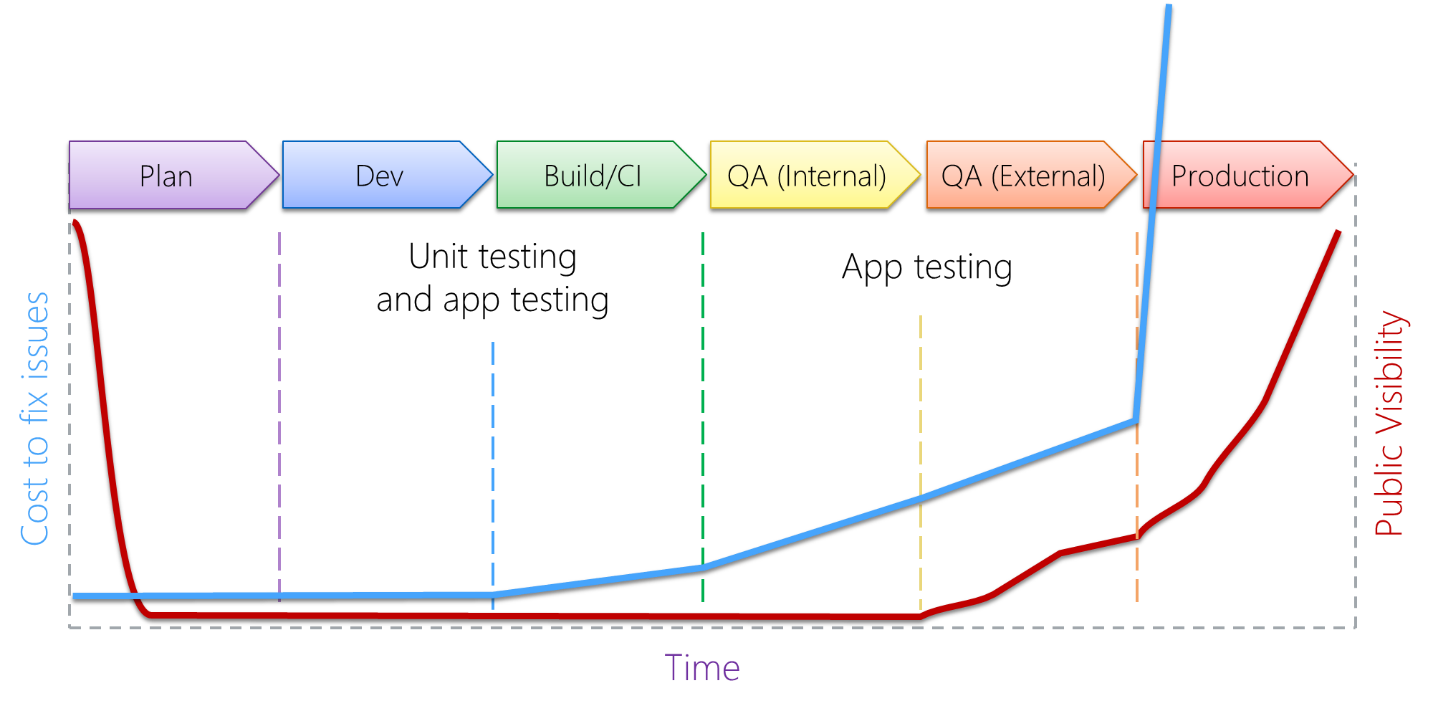 Plan
Dev
Build/CI
QA (Internal)
QA (External)
Production
Unit testing
and app testing
App testing
Cost to fix issues
Public Visibility
Time